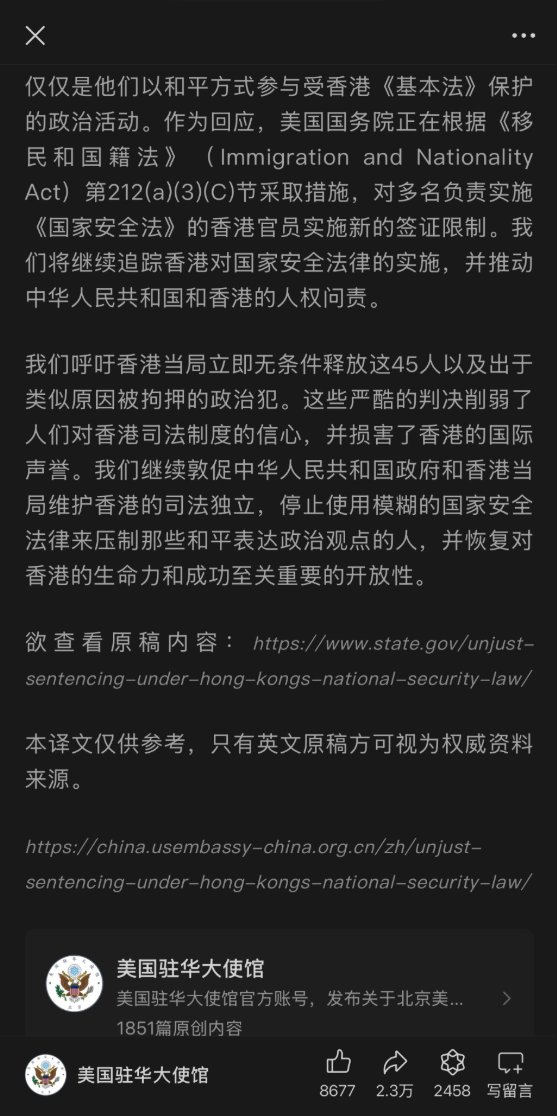 仅仅是他们以和平方式参与受香港《基本法》保护
的政治活动。作为回应，美国国务院正在根据《移
民和国籍法》（Immigration and Nationality
Act）第212(a)(3)(C)节采取措施，对多名负责实施
《国家安全法》的香港官员实施新的签证限制。我
们将继续追踪香港对国家安全法律的实施，并推动
中华人民共和国和香港的人权问责。
我们呼吁香港当局立即无条件释放这45人以及出于
类似原因被拘押的政治犯。这些严酷的判决削弱了
人们对香港司法制度的信心，并损害了香港的国际
声誉。我们继续敦促中华人民共和国政府和香港当
局维护香港的司法独立，停止使用模糊的国家安全
法律来压制那些和平表达政治观点的人，并恢复对
香港的生命力和成功至关重要的开放性。
欲查看原稿内容：https://www.state.gov/unjust-
sentencing-under-hong-kongs-national-security-law/
本译文仅供参考，只有英文原稿方可视为权威资料
来源。
https://china.usembassy-china.org.cn/zh/unjust-
sentencing-under-hong-kongs-national-security-law/
美国驻华大使馆
美国驻华大使馆官方账号，发布关于北京美...
1851篇原创内容
美国驻华大使馆
8677 2.3万 2458 写留言